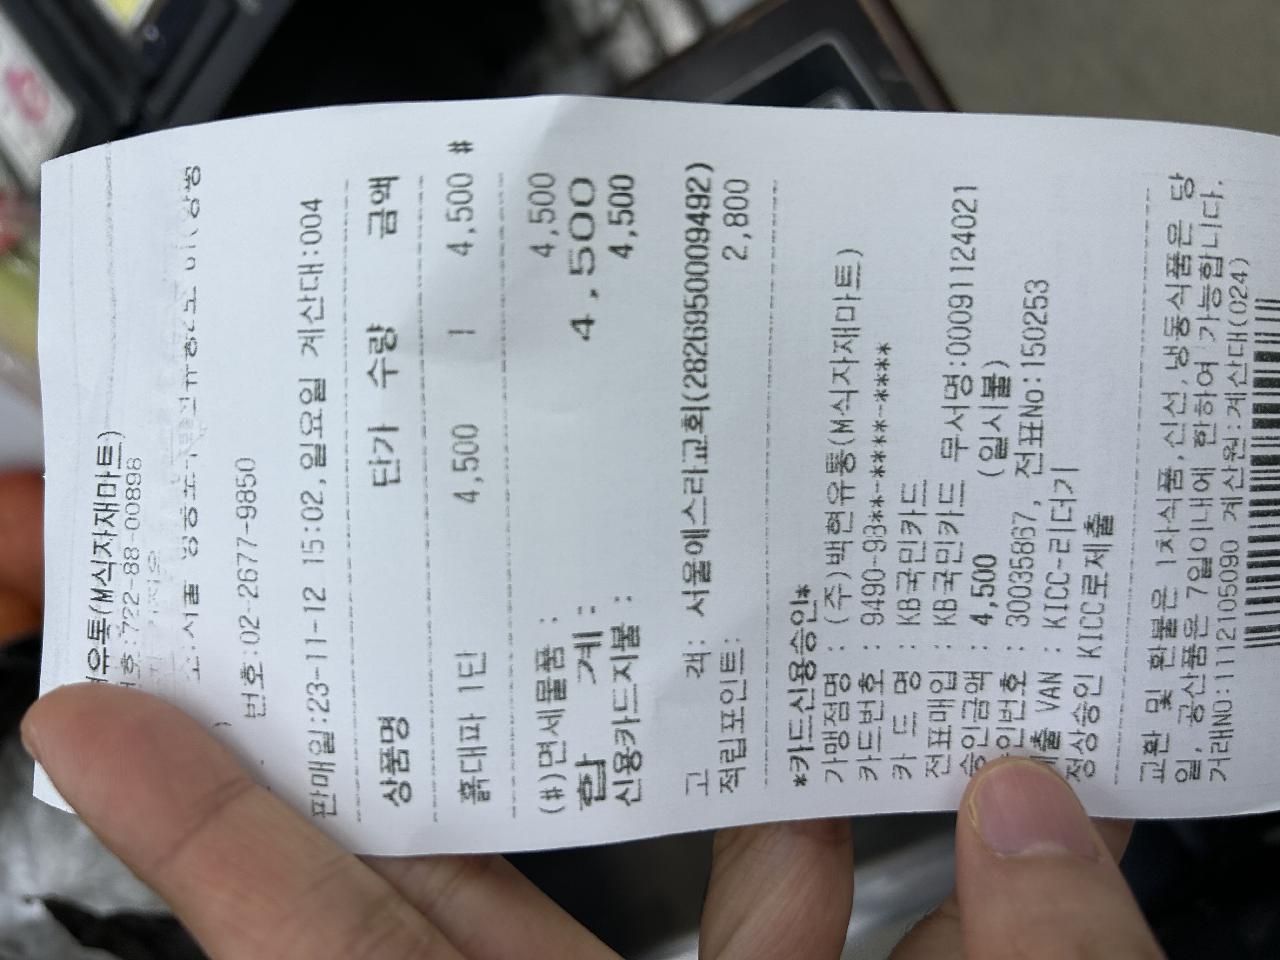 유통(M식자재마트)
호:722-88-00898
번호:02-2677-9850
판매일:23-11-12 15:02,일요일 계산대:004
상품명 단가 수량 금액
흙대파 1단 4,500 1 4,500 #
(#)면세물품 : 4,500
합 계 : 4,500
신용카드지불 : 4,500
고 객 : 서울에스라교회(2826950009492)
적립포인트: 2,800
*카드신용승인*
가맹점명 : (주)백현유통(M식자재마트)
카드번호 : 9490-93**-****-****
카 드 명 : KB국민카드
전표매입 : KB국민카드 무서명:00091124021
승인금액 : 4,500 (일시불)
인번호 : 30035867, 전표No:150253
출 VAN : KICC-리더기
정상승인 KICC로제출
교환 및 환불은 1차식품,신선,냉동식품은 당
일, 공산품은 7일이내에 한하여 가능합니다.
거래NO:1112105090 계산원:계산대(024)